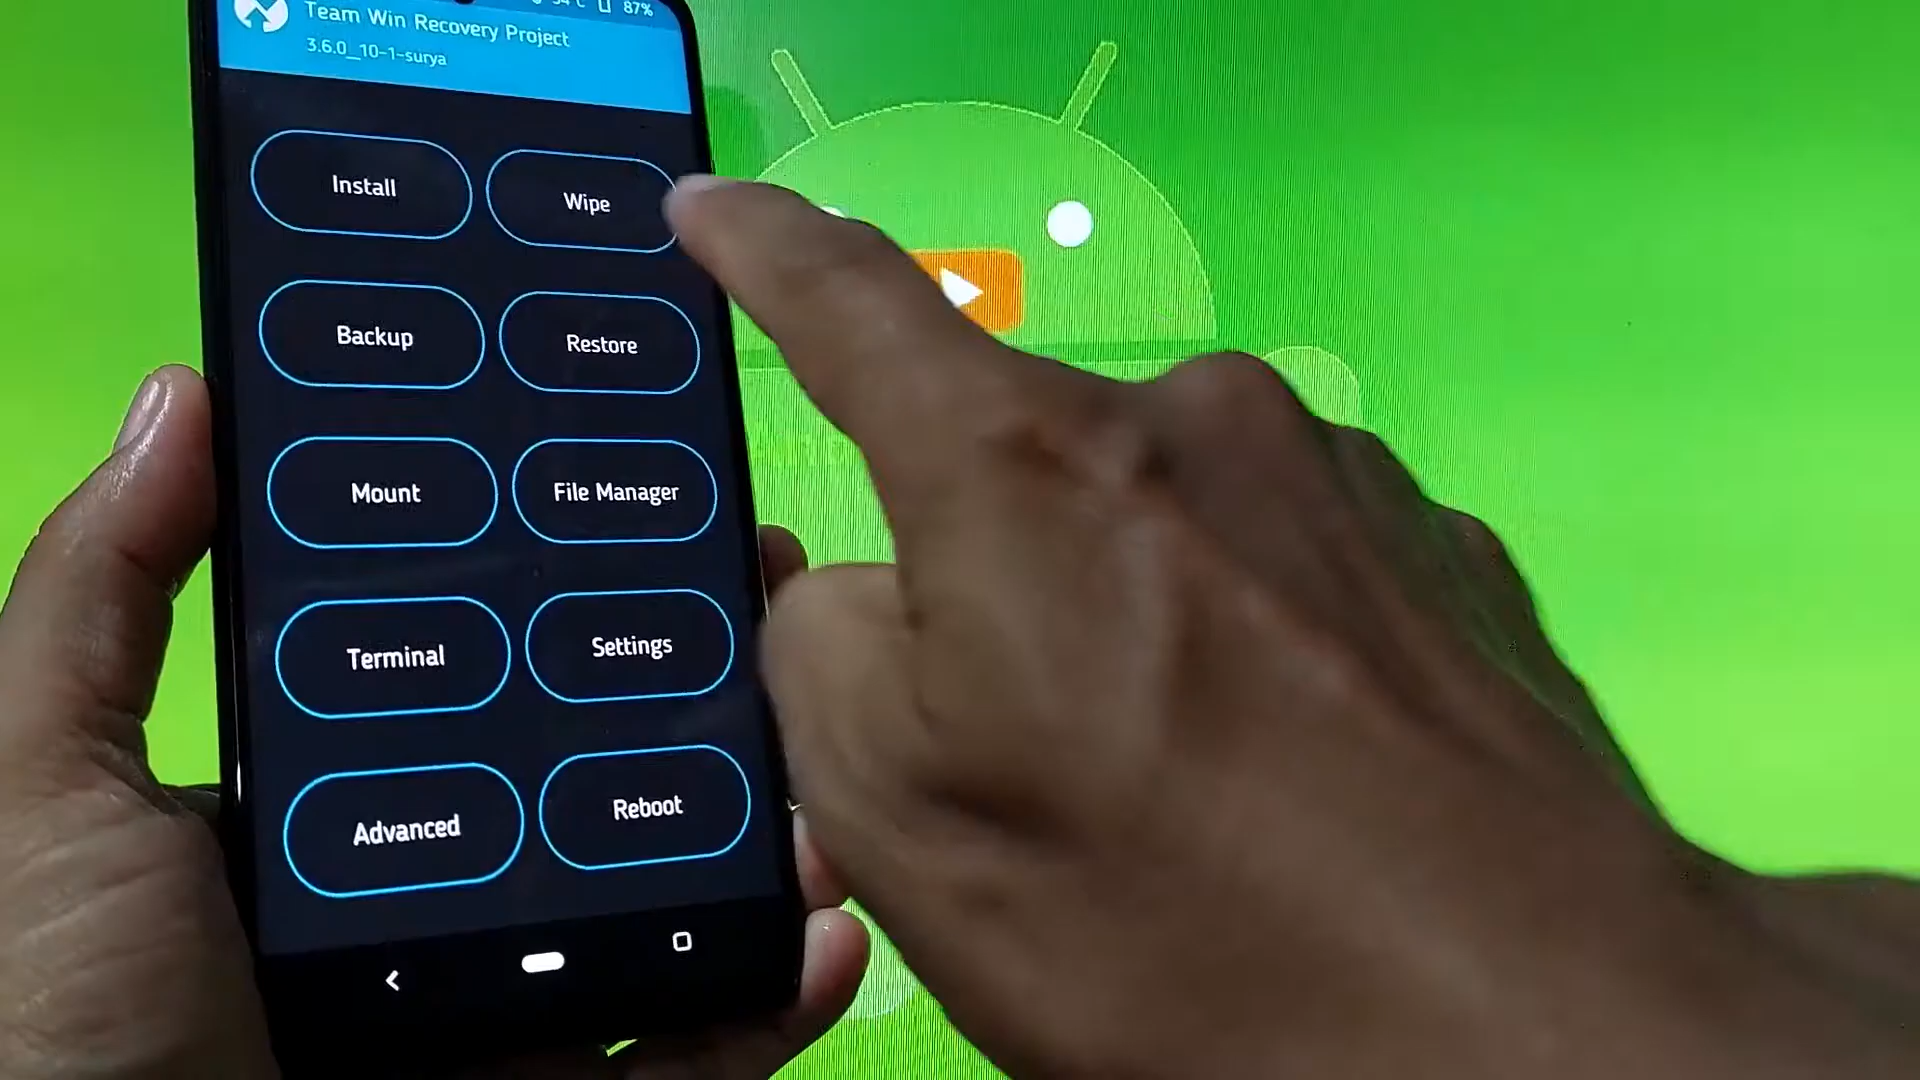 87%
Team Win Recovery Project
3.6.0_10-1-surya
Install
Wipe
Backup
Restore
Mount
File Manager
Terminal
Settings
Advanced
Reboot